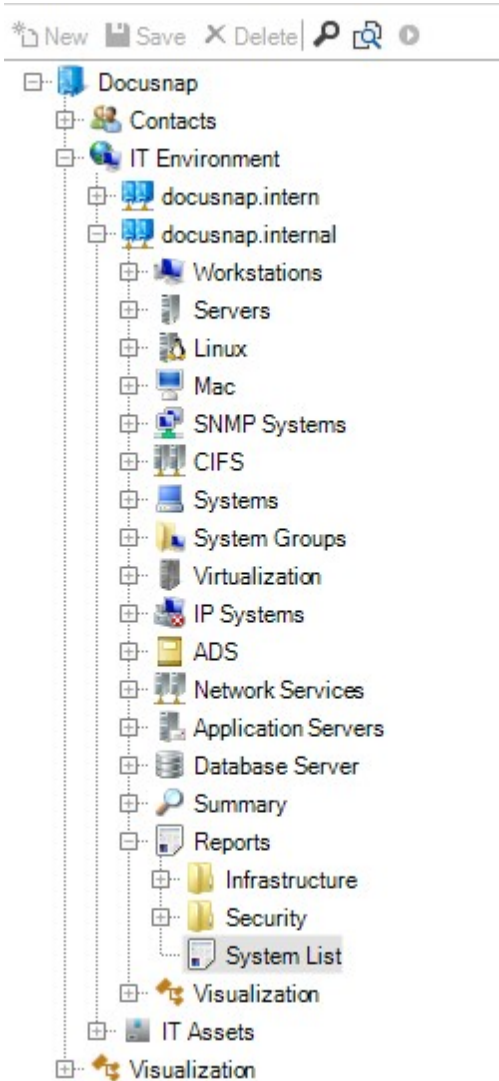 New Save Delete
Docusnap
Contacts
IT Environment
docusnap.intern
docusnap.internal
Workstations
Servers
Linux
Mac
SNMP Systems
CIFS
Systems
System Groups
Virtualization
IP Systems
ADS
Network Services
Application Servers
Database Server
Summary
Reports
Infrastructure
Security
System List
Visualization
IT Assets
Visualization